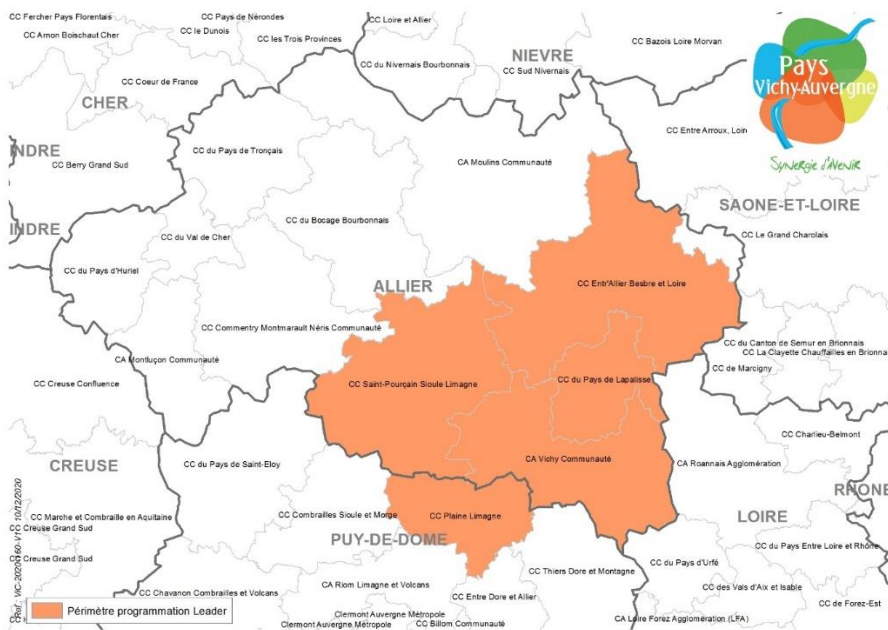 CC Fercher Pays Florentais
CC Pays de Nérondes
CC Loire et Allier
CC le Dunois
CC Arnon Boischaut Cher
CC les Trois Provinces
NIEVRE
CC Bazois Loire Morvan
CC du Nivernais Bourbonnais
CC Sud Nivernais
Pays
Vichy-Auvergne
CC Coeur de France
CHER
CC Entre Arroux, Loir
INDRE
CC Berry Grand Sud
CC du Pays de Tronçais
CA Moulins Communauté
Synergie d'Avenir
SAONE-ET-LOIRE
CC du Bocage Bourbonnais
INDRE
CC du Val de Cher
CC Le Grand Charolais
CC du Pays d'Huriel
ALLIER
CC Entr'Allier Besbre et Loire
CC Commentry Montmarault Néris Communauté
CC du Canton de Semur en Brionnais
CC La Clayette Chauffailles en Brionna
CA Montluçon Communauté
CC de Marcigny
CC Creuse Confluence
CC Saint-Pourçain Sioule Limagne
CC du Pays de Lapalisse
CC Charlieu-Belmont
CREUSE
CC du Pays de Saint-Eloy
CA Vichy Communauté
CA Roannais Agglomération
RHONE
CC Marche et Combraille en Aquitaine
CC Creuse Grand Sud
CC Combrailles Sioule et Morge
CC Plaine Limagne
LOIRE
PUY-DE-DOME
CC du Pays Entre Loire et Rhône
CC Creuse Grand Sud
CC du Pays d'Urfé
CC Thiers Dore et Montagne
CC Chavanon Combrailles et Volcans
CA Riom Limagne et Volcans
CC des Vals d'Aix et Isable
CC Entre Dore et Allier
CC de Forez-Est
Périmètre programmation Leader
Clermont Auvergne Métropole
Clermont Auvergne Métropole
CC Billom Communauté
CA Loire Forez Agglomération (LFA)